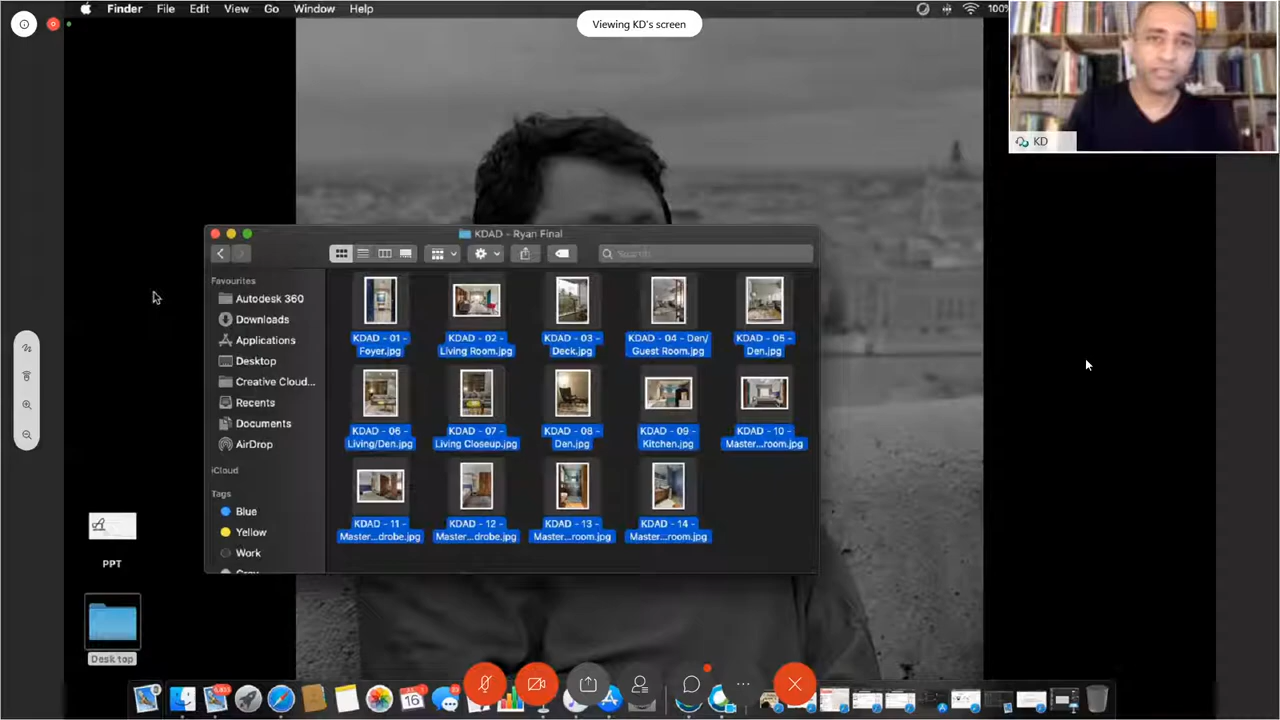 Finder File Edit View Go Window Help
100%
Viewing KD's screen
KD
KDAD - Ryan Final
Search
Favourites
Autodesk 360
Downloads
Applications
Desktop
Creative Cloud...
Recents
Documents
AirDrop
iCloud
Tags
Blue
Yellow
Work
Gray
KDAD - 01 -
Foyer.jpg
KDAD - 02 -
Living Room.jpg
KDAD - 03 -
Deck.jpg
KDAD - 04 - Den/
Guest Room.jpg
KDAD - 05 -
Den.jpg
KDAD - 06 -
Living/Den.jpg
KDAD - 07 -
Living Closeup.jpg
KDAD - 08 -
Den.jpg
KDAD - 09 -
Kitchen.jpg
KDAD - 10 -
Master...room.jpg
KDAD - 11 -
Master...drobe.jpg
KDAD - 12 -
Master...drobe.jpg
KDAD - 13 -
Master...room.jpg
KDAD - 14 -
Master...room.jpg
PPT
Desktop
16